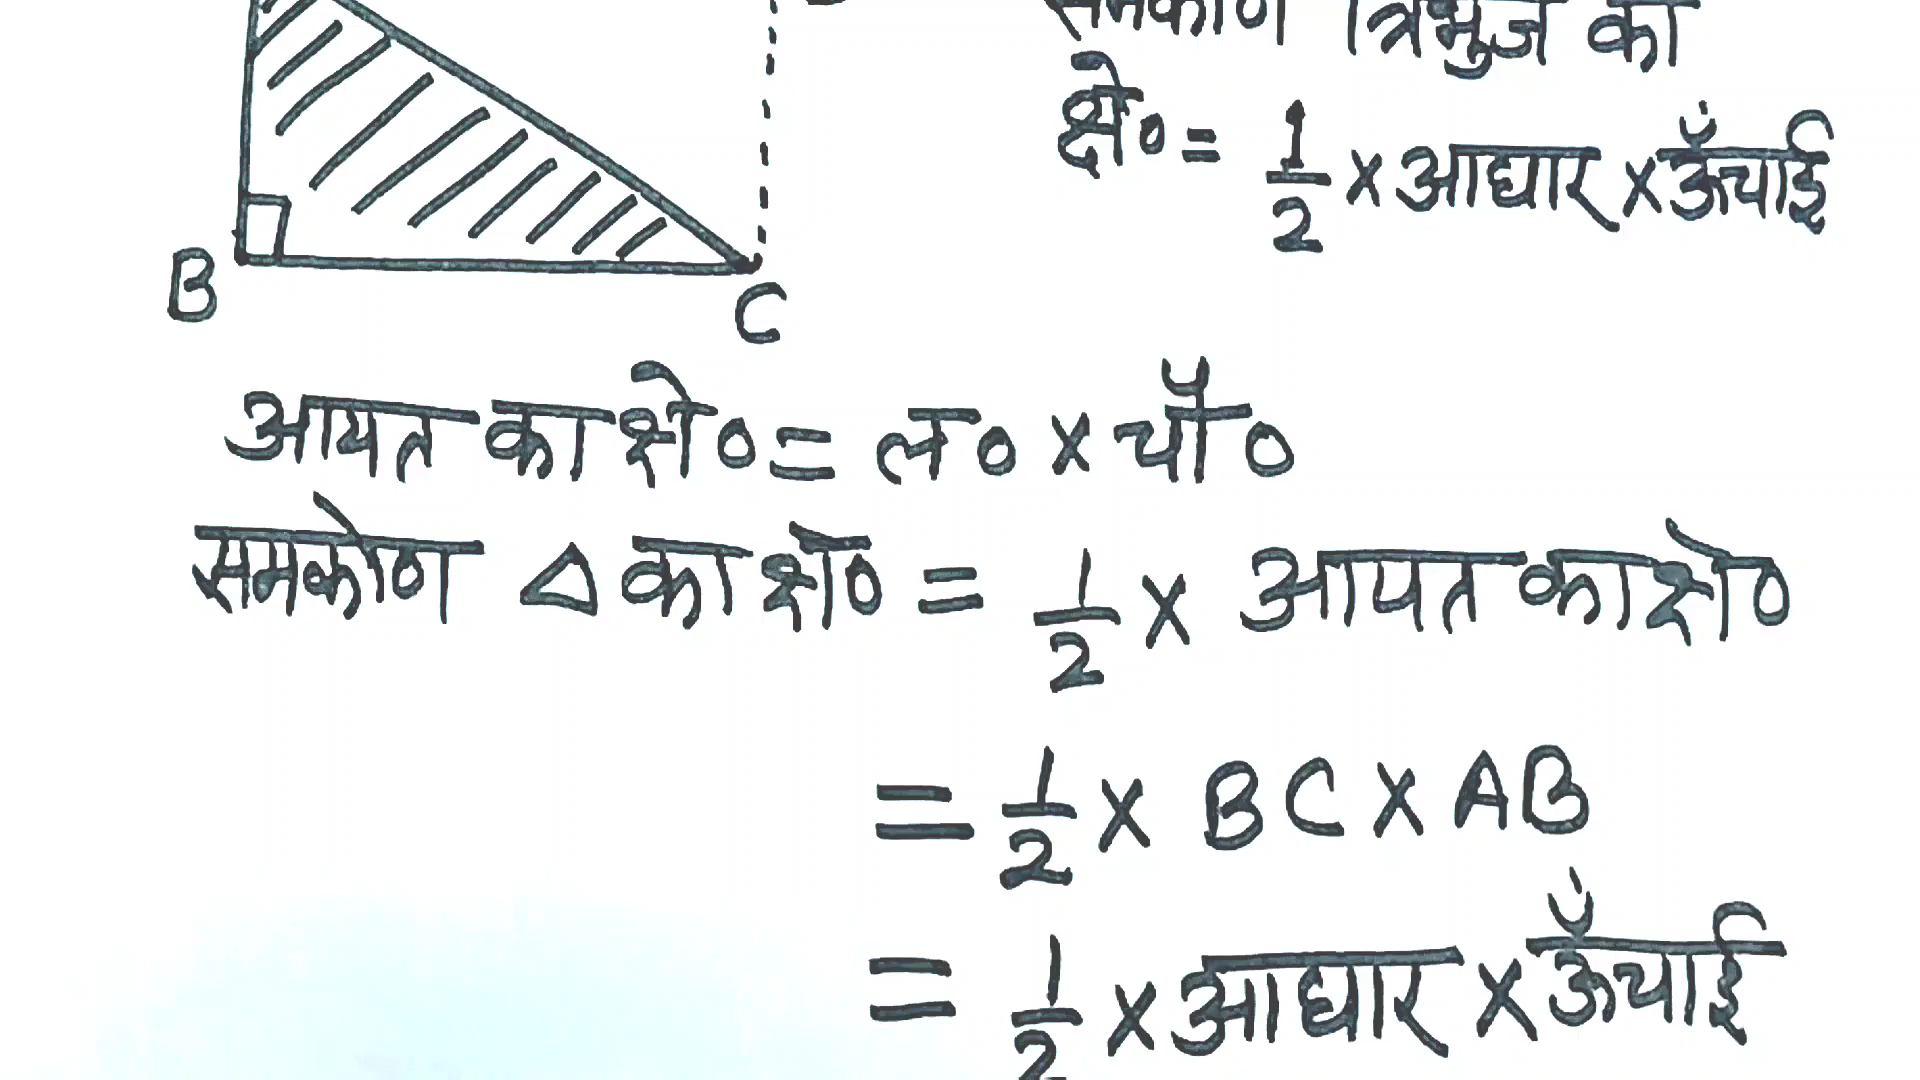 समकोण त्रिभुज का
क्षे० = 1/2 × आधार × ऊँचाई
B
C
आयत का क्षे० = ल० × चौ०
समकोण Δ का क्षे० = 1/2 × आयत का क्षे०
= 1/2 × BC × AB
= 1/2 × आधार × ऊँचाई